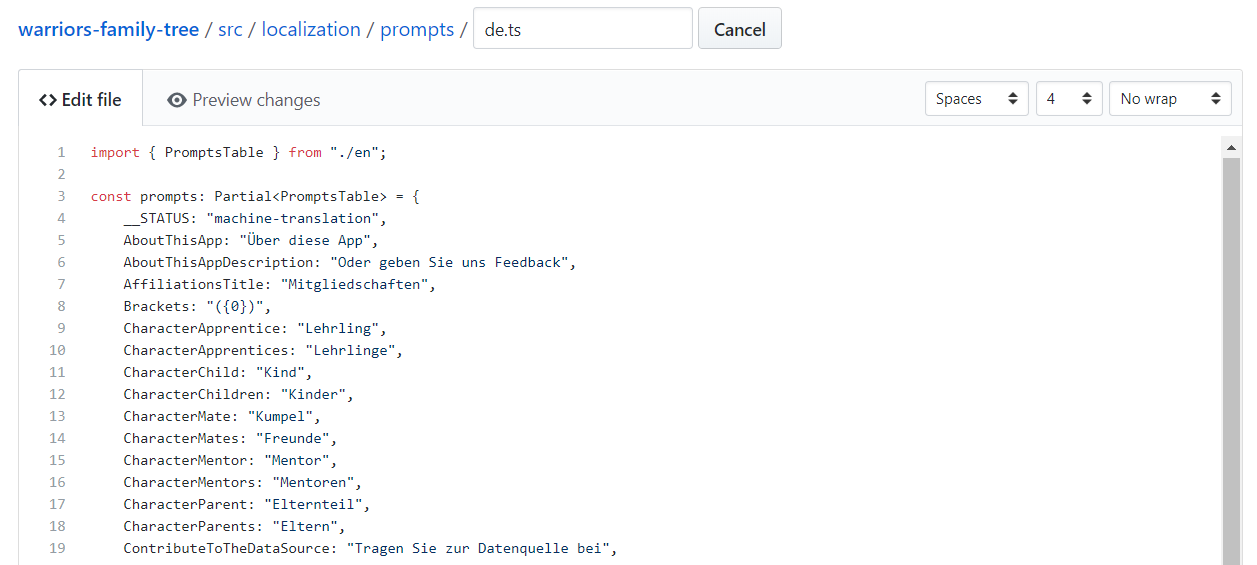 warriors-family-tree / src / localization / prompts / de.ts Cancel
<> Edit file Preview changes Spaces 4 No wrap
1 import { PromptsTable } from "./en";
2
3 const prompts: Partial<PromptsTable> = {
4 __STATUS: "machine-translation",
5 AboutThisApp: "Über diese App",
6 AboutThisAppDescription: "Oder geben Sie uns Feedback",
7 AffiliationsTitle: "Mitgliedschaften",
8 Brackets: "({0})",
9 CharacterApprentice: "Lehrling",
10 CharacterApprentices: "Lehrlinge",
11 CharacterChild: "Kind",
12 CharacterChildren: "Kinder",
13 CharacterMate: "Kumpel",
14 CharacterMates: "Freunde",
15 CharacterMentor: "Mentor",
16 CharacterMentors: "Mentoren",
17 CharacterParent: "Elternteil",
18 CharacterParents: "Eltern",
19 ContributeToTheDataSource: "Tragen Sie zur Datenquelle bei",